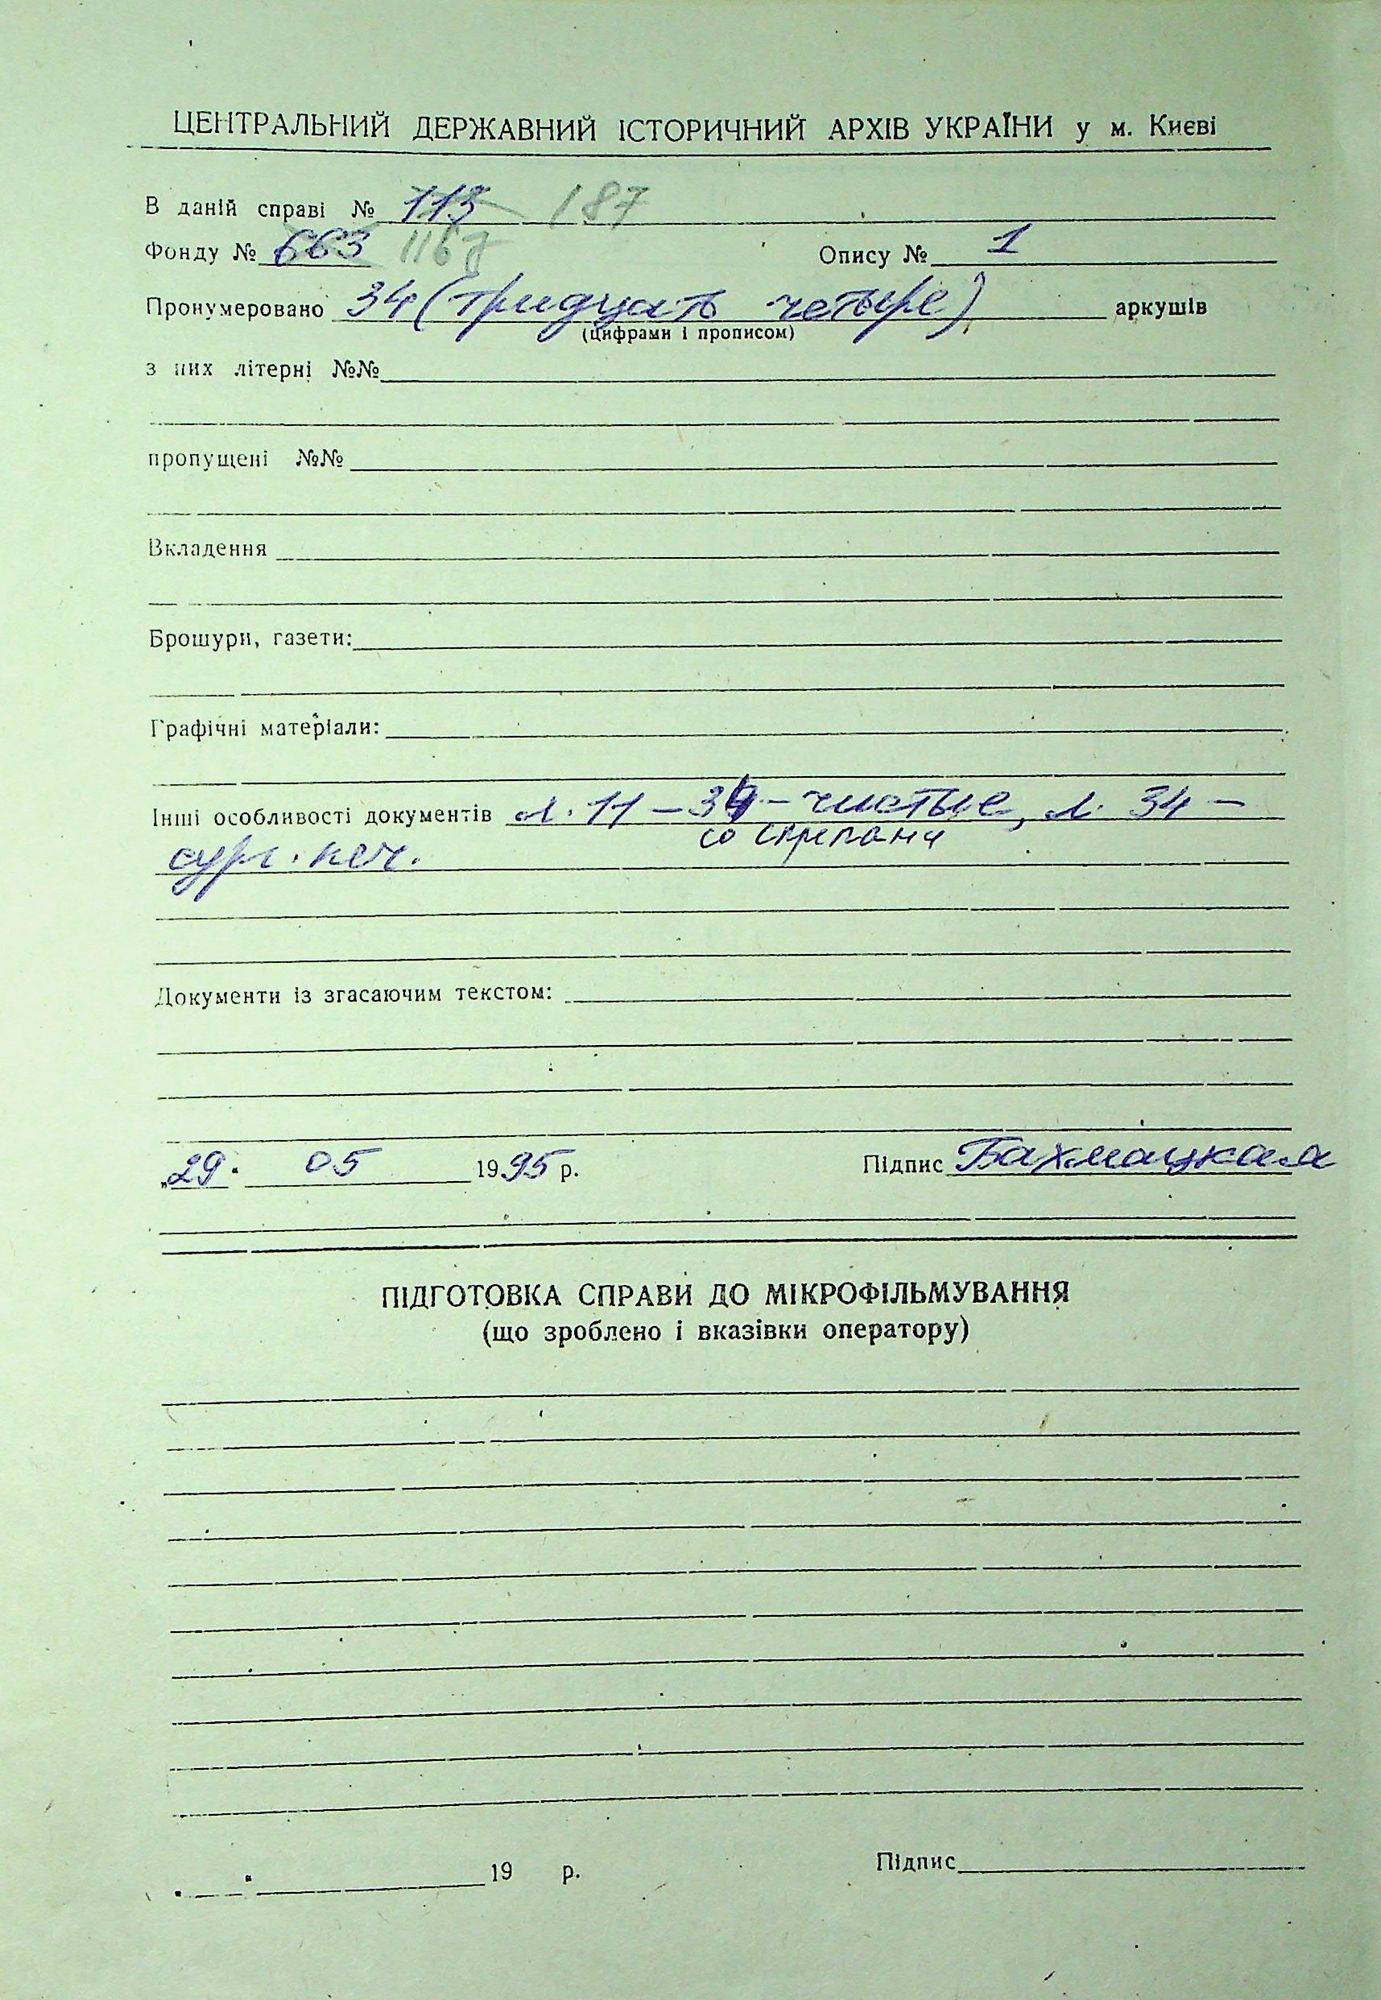 ЦЕНТРАЛЬНИЙ ДЕРЖАВНИЙ ІСТОРИЧНИЙ АРХІВ УКРАЇНИ у м. Києві
В даній справі № 113 187
Фонду № 663 1167 Опису № 1
Пронумеровано 34 (тридцать четыре) аркушів
(цифрами і прописом)
з них літерні №№
пропущені №№
Вкладення
Брошури, газети:
Графічні матеріали:
Інші особливості документів л. 11 – 34 – чистые, л. 34 –
сург. печ.
Документи із згасаючим текстом:
„29. 05 1995 р. Підпис Бахмацкая
ПІДГОТОВКА СПРАВИ ДО МІКРОФІЛЬМУВАННЯ
(що зроблено і вказівки оператору)
19 р. Підпис